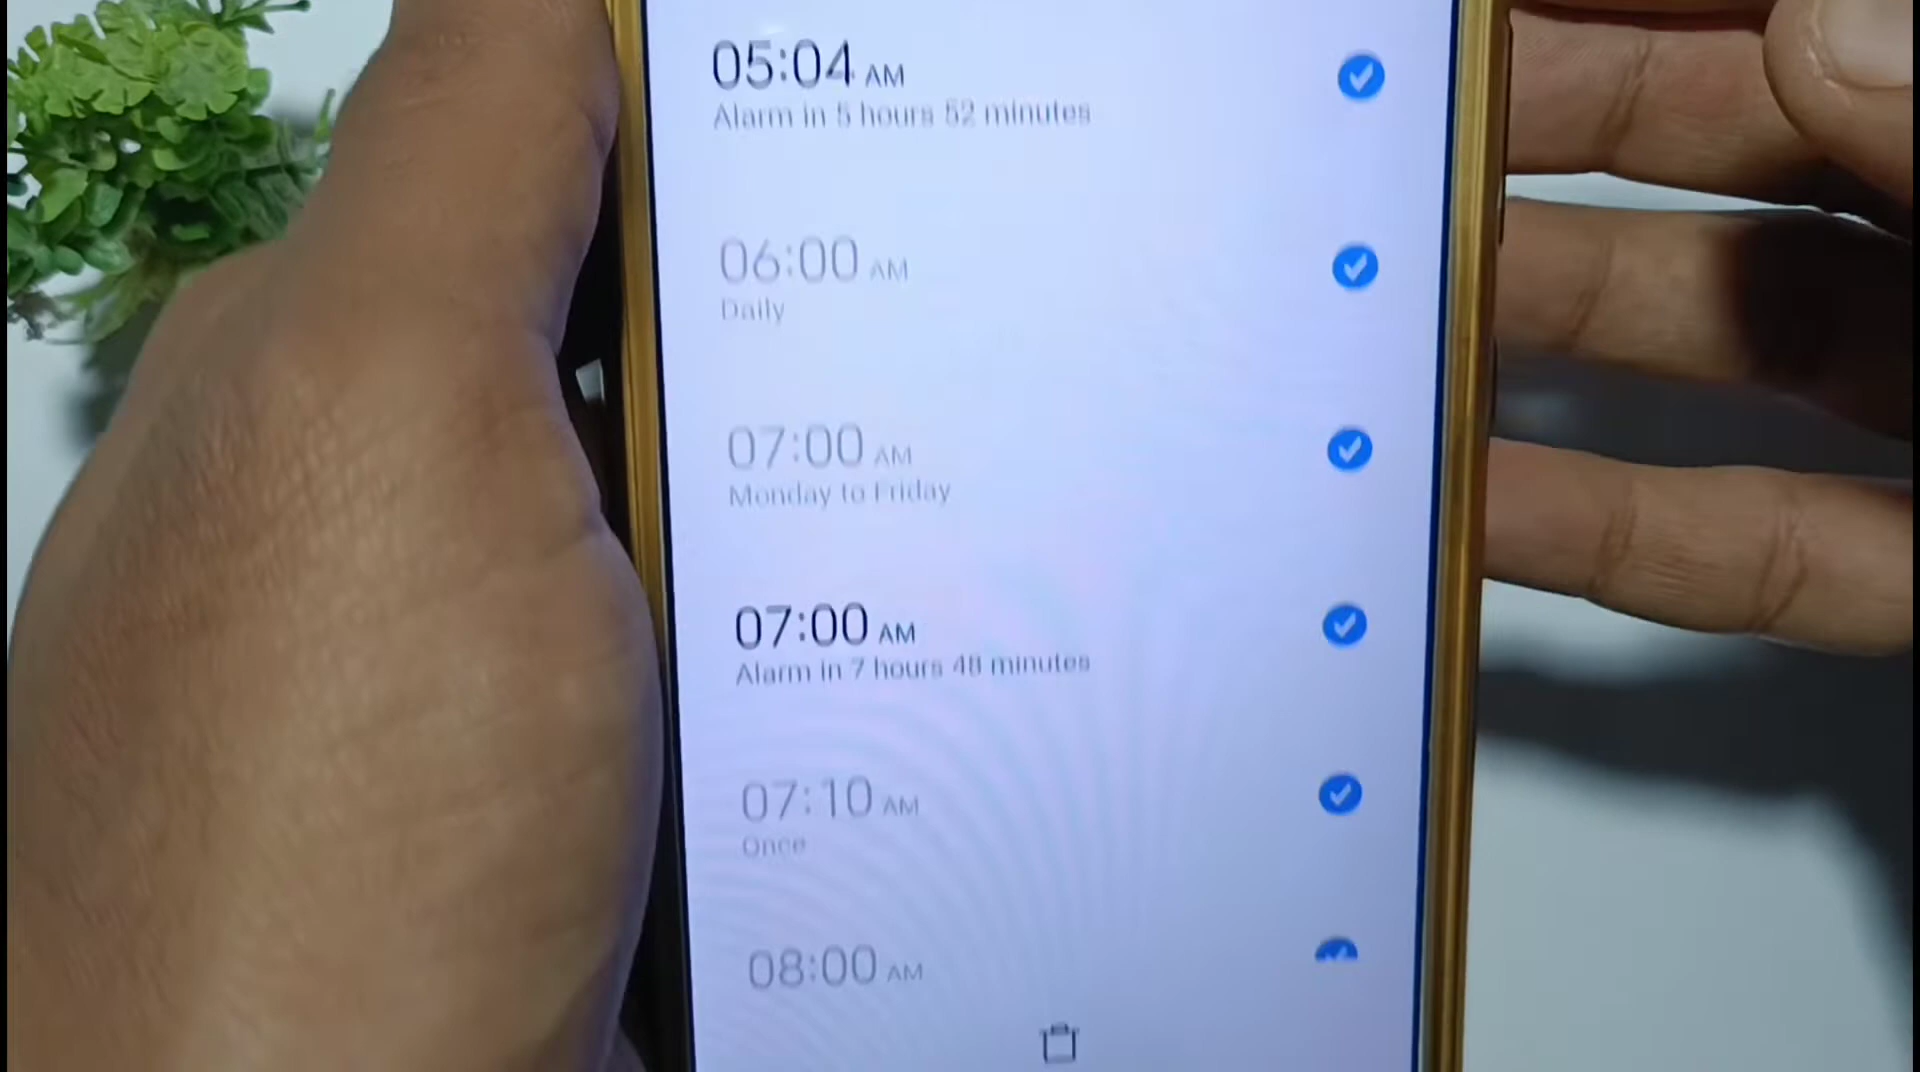 05:04 AM
Alarm in 5 hours 52 minutes
06:00 AM
Daily
07:00 AM
Monday to Friday
07:00 AM
Alarm in 7 hours 48 minutes
07:10 AM
Once
08:00 AM